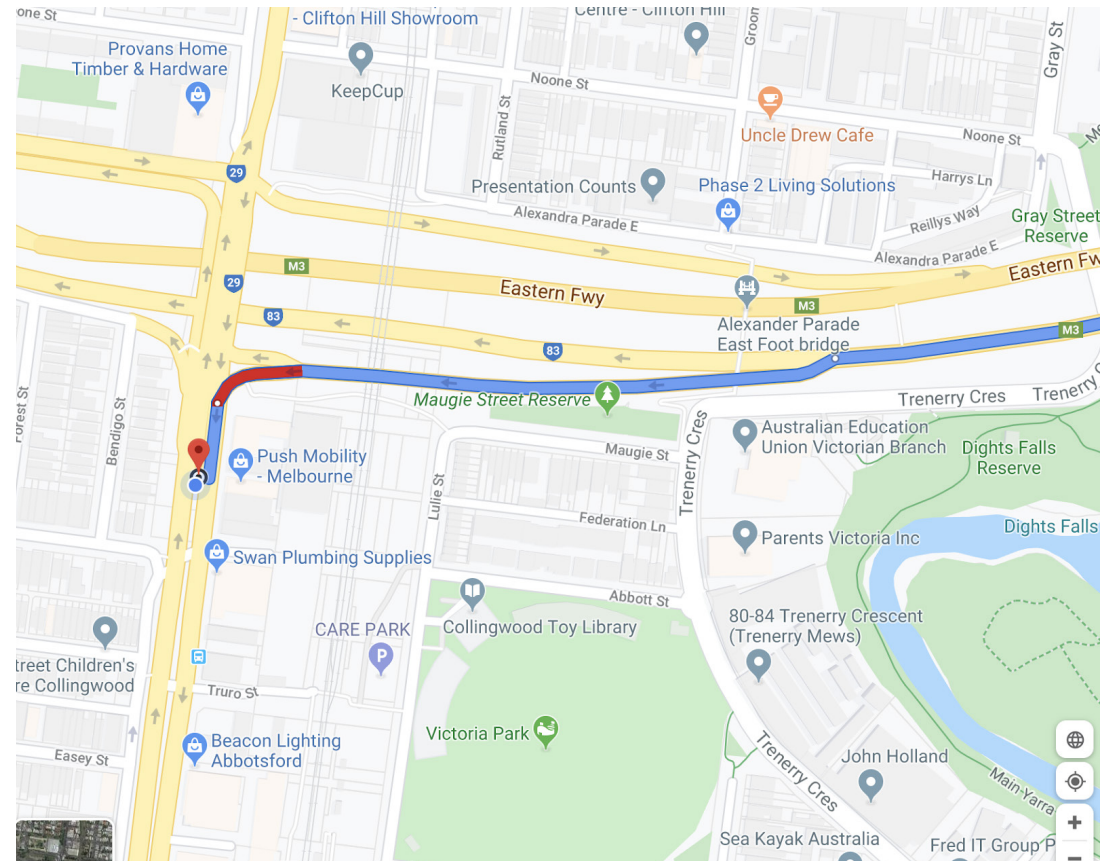 oone St
- Clifton Hill Showroom
Centre - Clifton Hill
Groom
Gray St
Provans Home
Timber & Hardware
KeepCup
Noone St
Rutland St
Uncle Drew Cafe
Noone St
Me
29
Presentation Counts
Phase 2 Living Solutions
Harrys Ln
Reillys Way
Gray Street
Reserve
Alexandra Parade E
Alexandra Parade E
M3
29
Eastern Fwy
Eastern Fw
M3
83
Alexander Parade
East Foot bridge
M3
83
Forest St
Bendigo St
Maugie Street Reserve
Trenerry Cres
Trenerry C
Australian Education
Union Victorian Branch
Dights Falls
Reserve
Maugie St
Trenerry Cres
Push Mobility
- Melbourne
Lulie St
Federation Ln
Dights Falls
Parents Victoria Inc
Swan Plumbing Supplies
Abbott St
Collingwood Toy Library
80-84 Trenerry Crescent
(Trenerry Mews)
CARE PARK
P
treet Children's
re Collingwood
Truro St
Victoria Park
Beacon Lighting
Abbotsford
Easey St
Trenerry Cres
John Holland
Main Yarra
Sea Kayak Australia
Fred IT Group P